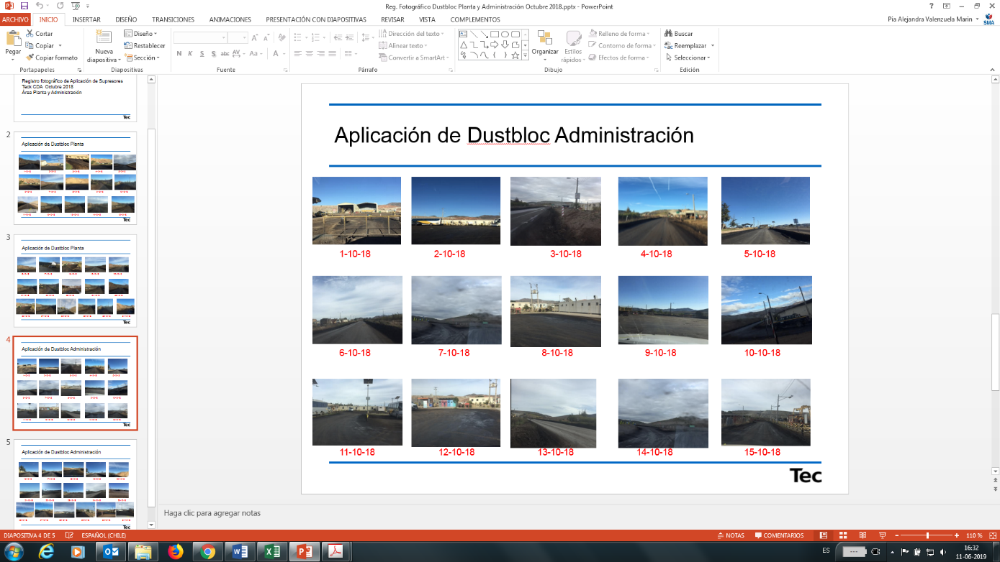 Reg. Fotográfico Dustbloc Planta y Administración Octubre 2018.pptx - PowerPoint
ARCHIVO INICIO INSERTAR DISEÑO TRANSICIONES ANIMACIONES PRESENTACIÓN CON DIAPOSITIVAS REVISAR VISTA COMPLEMENTOS
Pia Alejandra Valenzuela Marin
SMA
Pegar
Cortar
Copiar
Copiar formato
Portapapeles
Nueva diapositiva
Diseño
Restablecer
Sección
Diapositivas
N K S S abc AV Aa A
Fuente
Dirección del texto
Alinear texto
Convertir a SmartArt
Párrafo
Organizar
Estilos rápidos
Relleno de forma
Contorno de forma
Efectos de forma
Dibujo
Buscar
Reemplazar
Seleccionar
Edición
Registro fotográfico de Aplicación de Supresores
Teck CDA Octubre 2018
Área Planta y Administración
Tec
2
Aplicación de Dustbloc Planta
Tec
3
Aplicación de Dustbloc Planta
Tec
4
Aplicación de Dustbloc Administración
Tec
5
Aplicación de Dustbloc Administración
Tec
Aplicación de Dustbloc Administración
1-10-18 2-10-18 3-10-18 4-10-18 5-10-18
6-10-18 7-10-18 8-10-18 9-10-18 10-10-18
11-10-18 12-10-18 13-10-18 14-10-18 15-10-18
Tec
Haga clic para agregar notas
DIAPOSITIVA 4 DE 5 ESPAÑOL (CHILE) NOTAS COMENTARIOS 110 %
ES 16:32
11-06-2019